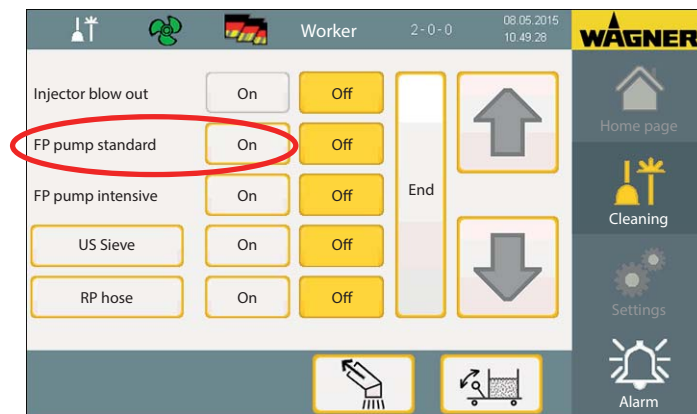 Worker 2-0-0 08.05.2015
10.49.28
WAGNER
Injector blow out On Off
FP pump standard On Off
FP pump intensive On Off
End
US Sieve On Off
RP hose On Off
Home page
Cleaning
Settings
Alarm